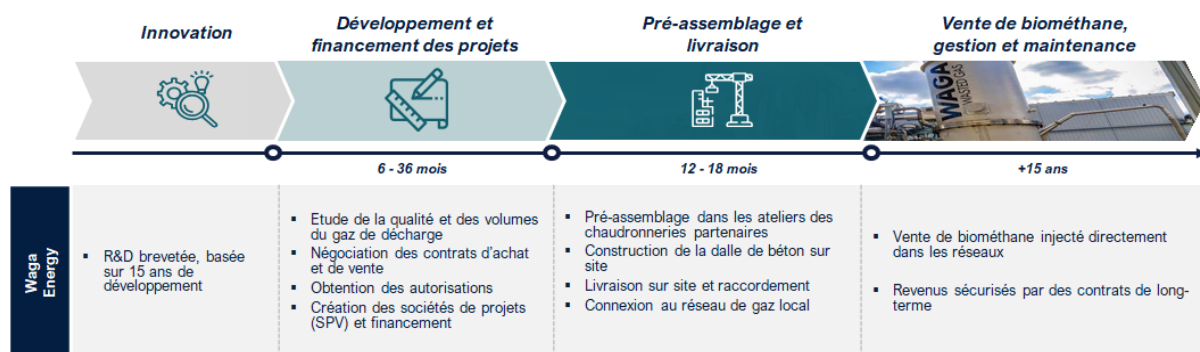 Innovation
Développement et
financement des projets
Pré-assemblage et
livraison
Vente de biométhane,
gestion et maintenance
WAGA
WASTED GAS
6 - 36 mois
12 - 18 mois
+15 ans
Waga
Energy
▪ R&D brevetée, basée
sur 15 ans de
développement
▪ Etude de la qualité et des volumes
du gaz de décharge
▪ Négociation des contrats d’achat
et de vente
▪ Obtention des autorisations
▪ Création des sociétés de projets
(SPV) et financement
▪ Pré-assemblage dans les ateliers des
chaudronneries partenaires
▪ Construction de la dalle de béton sur
site
▪ Livraison sur site et raccordement
▪ Connexion au réseau de gaz local
▪ Vente de biométhane injecté directement
dans les réseaux
▪ Revenus sécurisés par des contrats de long-
terme